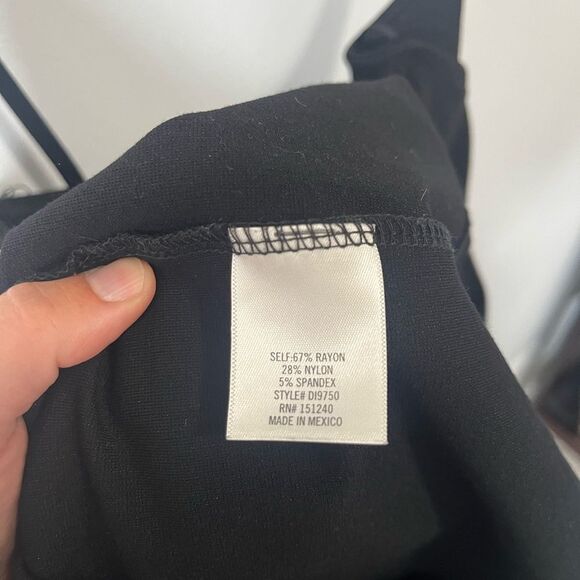 SELF:67% RAYON
28% NYLON
5% SPANDEX
STYLE# DI9750
RN# 151240
MADE IN MEXICO